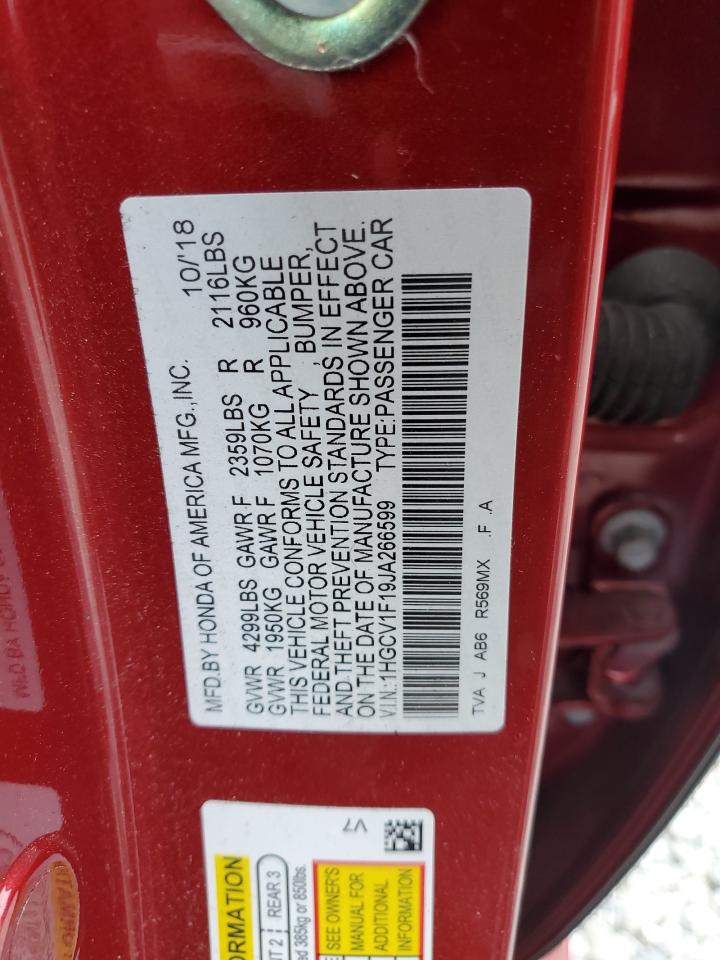 MFD.BY HONDA OF AMERICA MFG.,INC. 10/'18
GVWR 4299LBS GAWR F 2359LBS R 2116LBS
GVWR 1950KG GAWR F 1070KG R 960KG
THIS VEHICLE CONFORMS TO ALL APPLICABLE
FEDERAL MOTOR VEHICLE SAFETY , BUMPER,
AND THEFT PREVENTION STANDARDS IN EFFECT
ON THE DATE OF MANUFACTURE SHOWN ABOVE.
V.I.N.:1HGCV1F19JA266599 TYPE:PASSENGER CAR
TVA J AB6 R569MX .F .A
V7
REAR 3
385kg or 850lbs.
SEE OWNER'S
MANUAL FOR
ADDITIONAL
INFORMATION